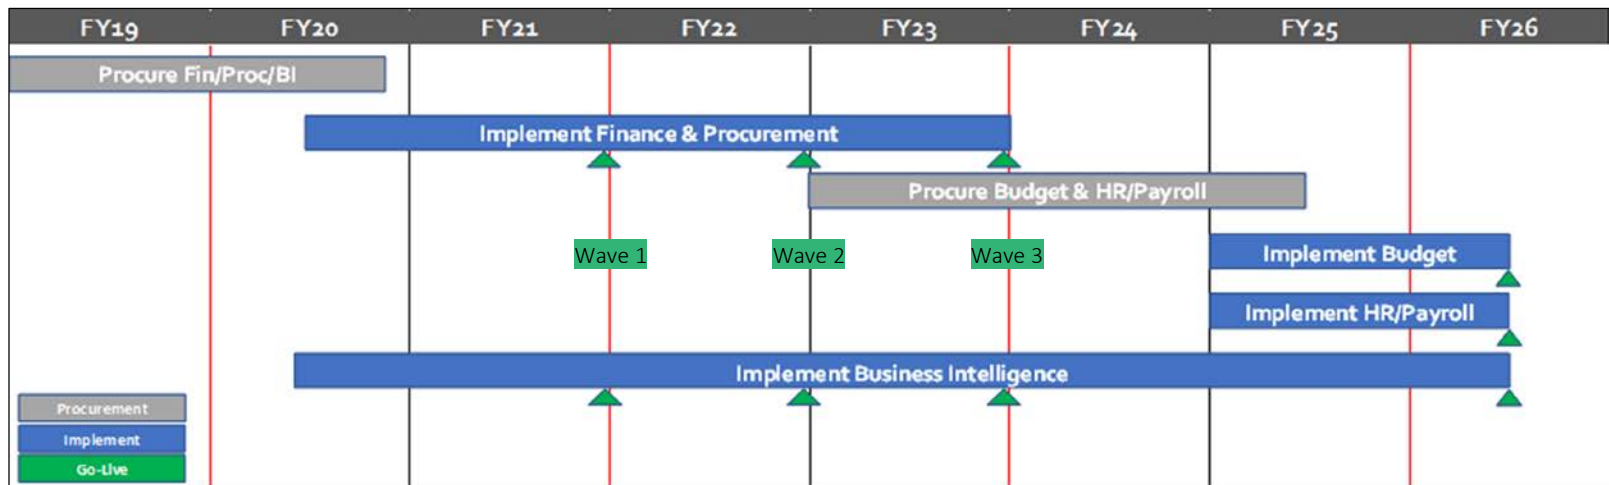 FY19 FY20 FY21 FY22 FY23 FY24 FY25 FY26
Procure Fin/Proc/BI
Implement Finance & Procurement
Procure Budget & HR/Payroll
Wave 1 Wave 2 Wave 3
Implement Budget
Implement HR/Payroll
Implement Business Intelligence
Procurement
Implement
Go-Live